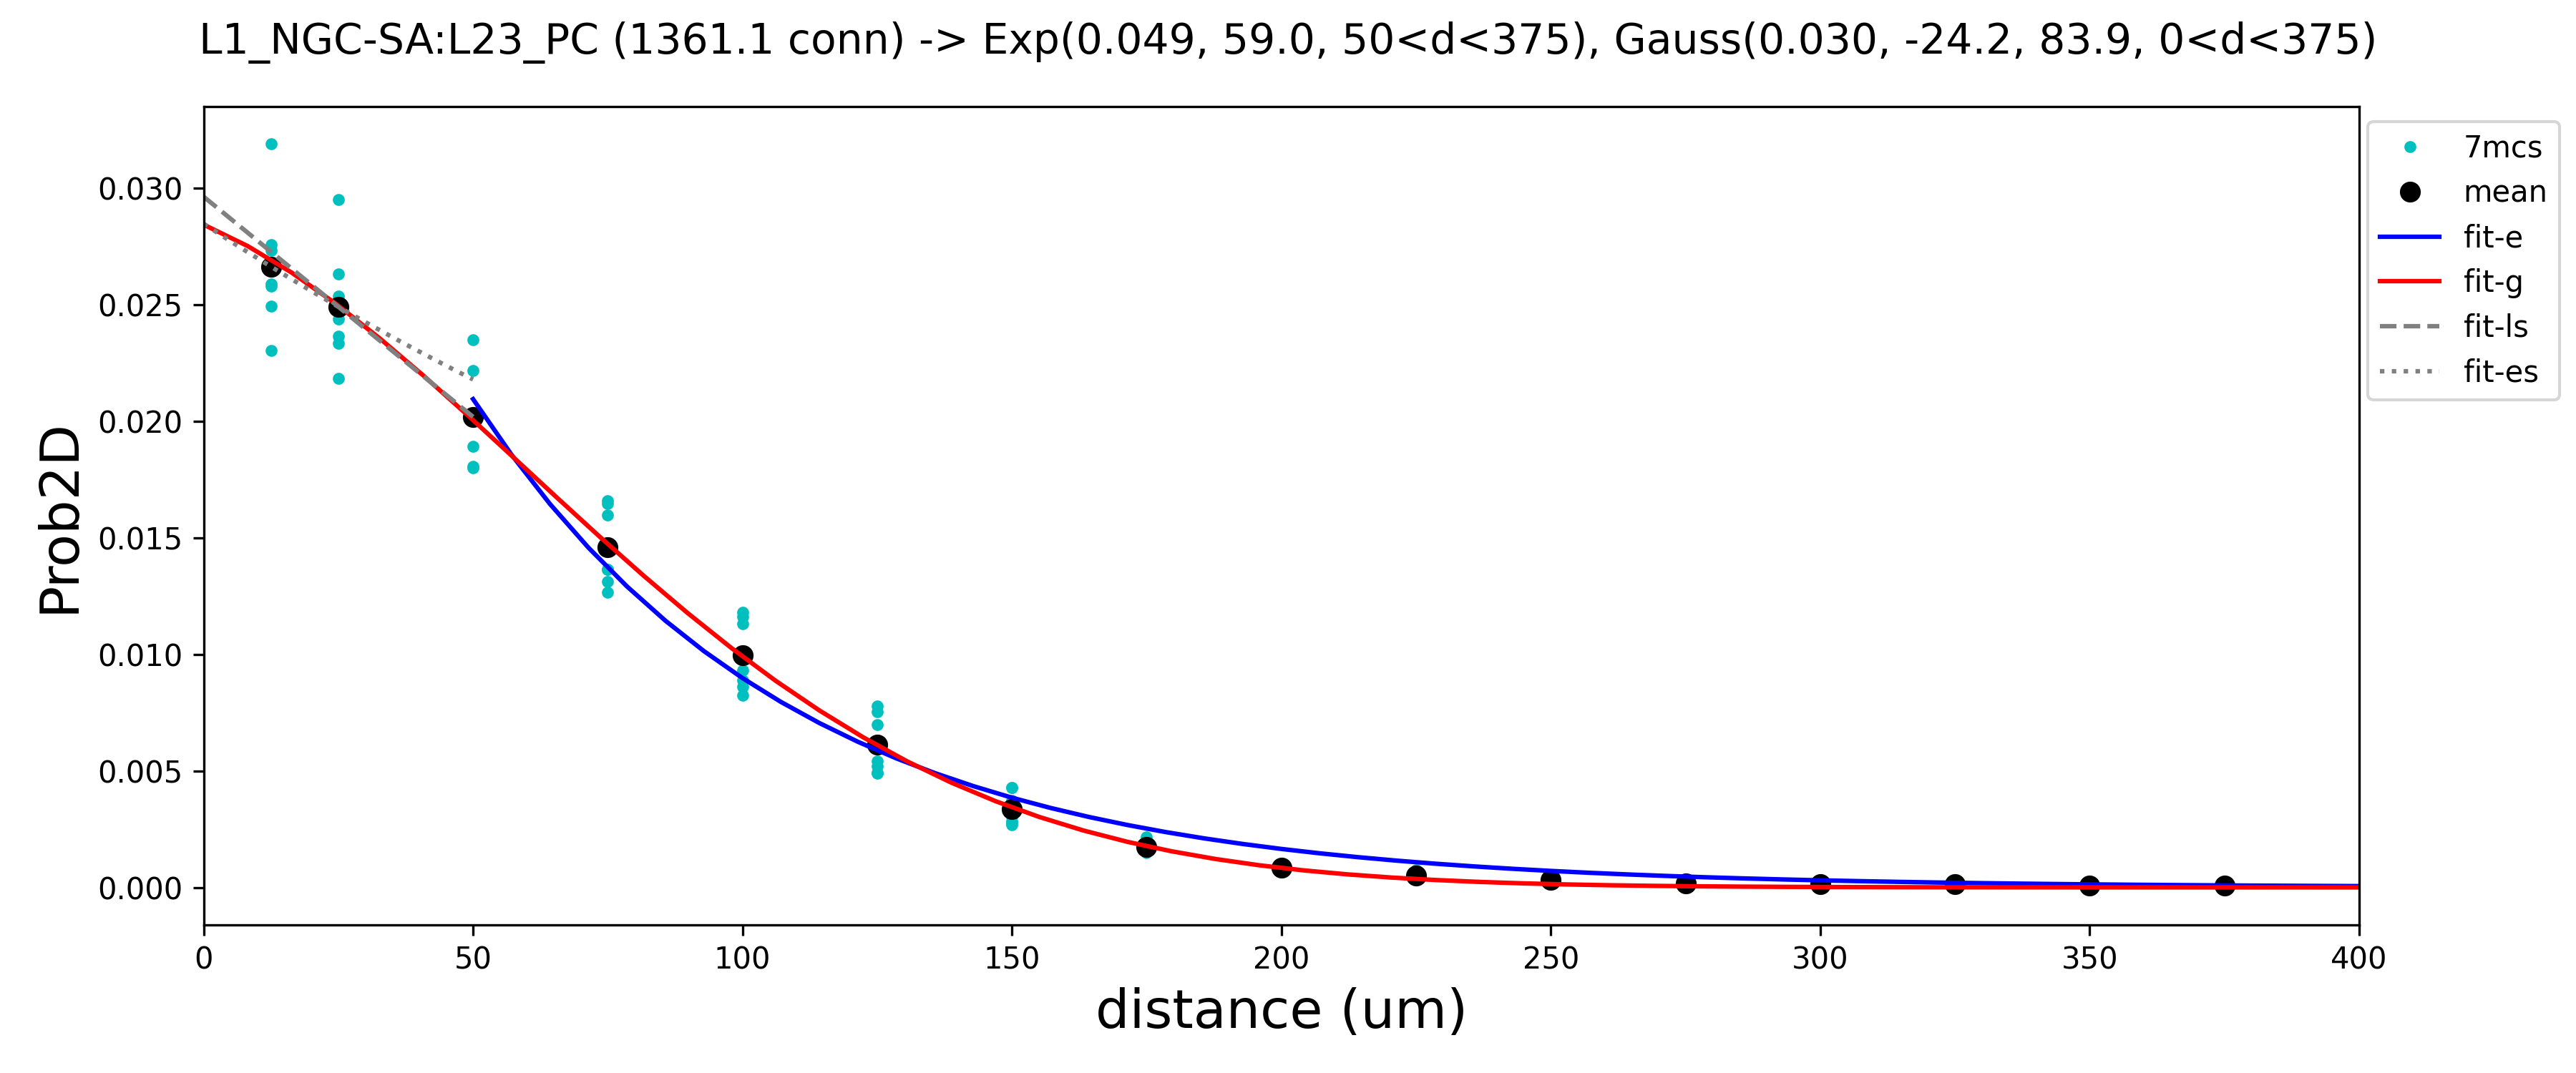 L1_NGC-SA:L23_PC (1361.1 conn) -> Exp(0.049, 59.0, 50<d<375), Gauss(0.030, -24.2, 83.9, 0<d<375)
7mcs
mean
fit-e
fit-g
fit-ls
fit-es
Prob2D
0.030
0.025
0.020
0.015
0.010
0.005
0.000
0 50 100 150 200 250 300 350 400
distance (um)